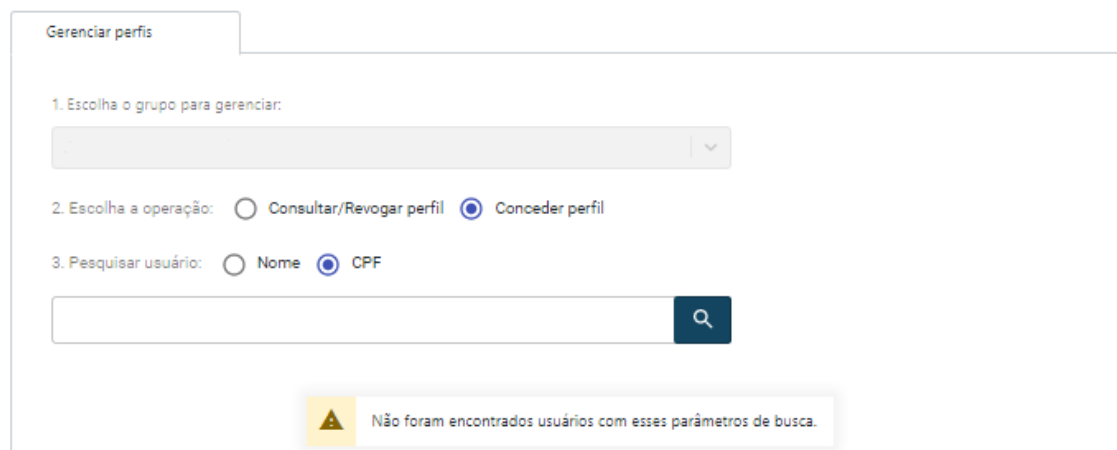 Gerenciar perfis
1. Escolha o grupo para gerenciar:
2. Escolha a operação: Consultar/Revogar perfil Conceder perfil
3. Pesquisar usuário: Nome CPF
Não foram encontrados usuários com esses parâmetros de busca.